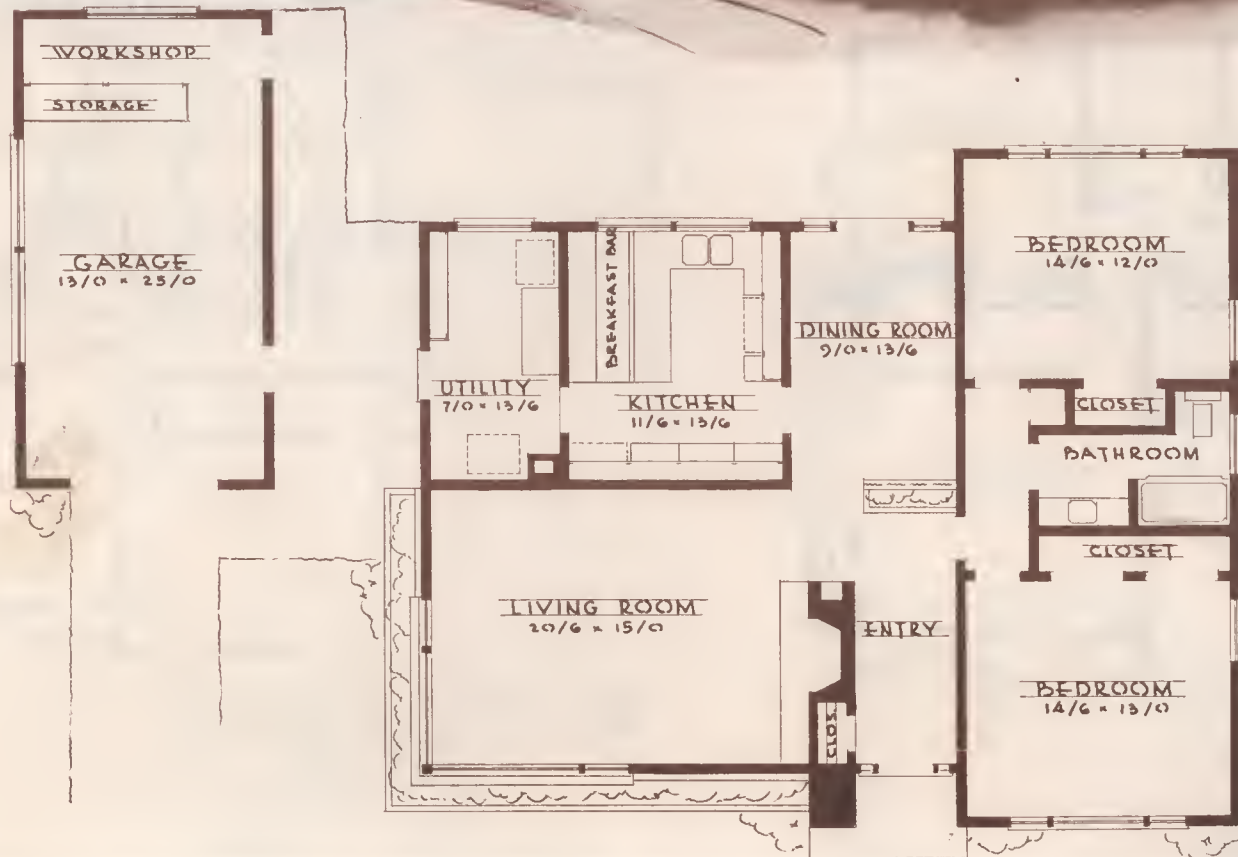 WORKSHOP
STORAGE
GARAGE
13/0 × 25/0
UTILITY
7/0 × 13/6
BREAKFAST BAR
KITCHEN
11/6 × 13/6
DINING ROOM
9/0 × 13/6
BEDROOM
14/6 × 12/0
CLOSET
BATHROOM
CLOSET
LIVING ROOM
20/6 × 15/0
ENTRY
CLOS.
BEDROOM
14/6 × 13/0